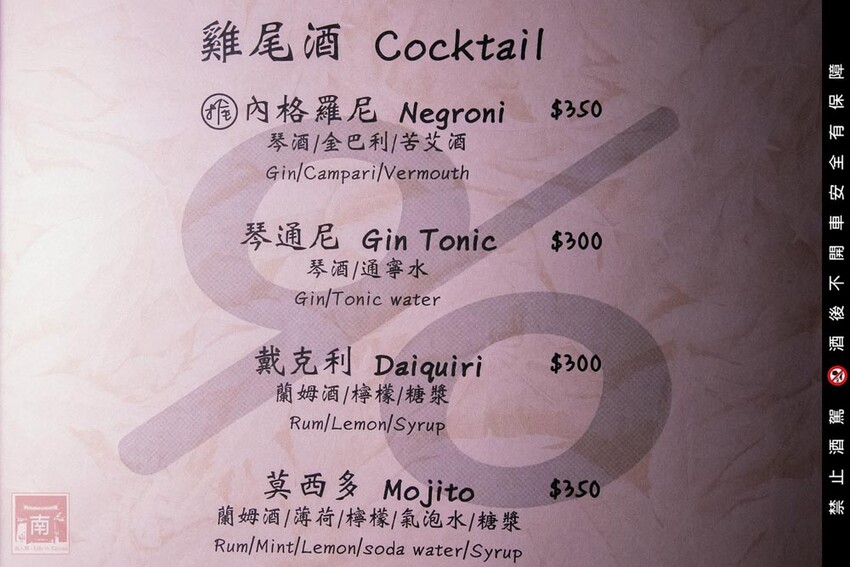 雞尾酒 Cocktail
推 內格羅尼 Negroni $350
琴酒/金巴利/苦艾酒
Gin/Campari/Vermouth
琴通尼 Gin Tonic $300
琴酒/通寧水
Gin/Tonic water
戴克利 Daiquiri $300
蘭姆酒/檸檬/糖漿
Rum/Lemon/Syrup
莫西多 Mojito $350
蘭姆酒/薄荷/檸檬/氣泡水/糖漿
Rum/Mint/Lemon/soda water/Syrup
禁止酒駕 酒後不開車安全有保障
南